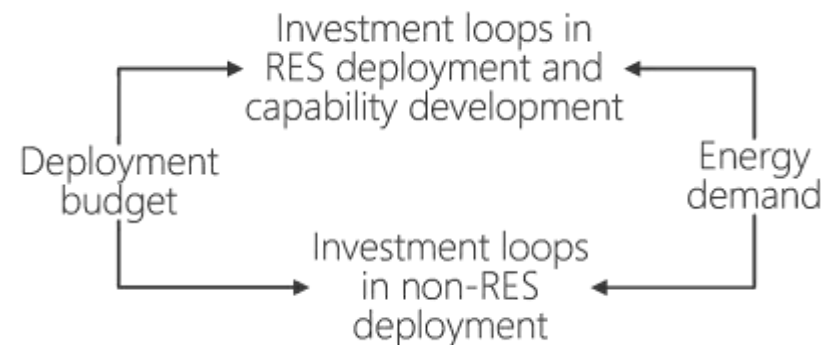 Investment loops in
RES deployment and
capability development
Deployment
budget
Energy
demand
Investment loops
in non-RES
deployment